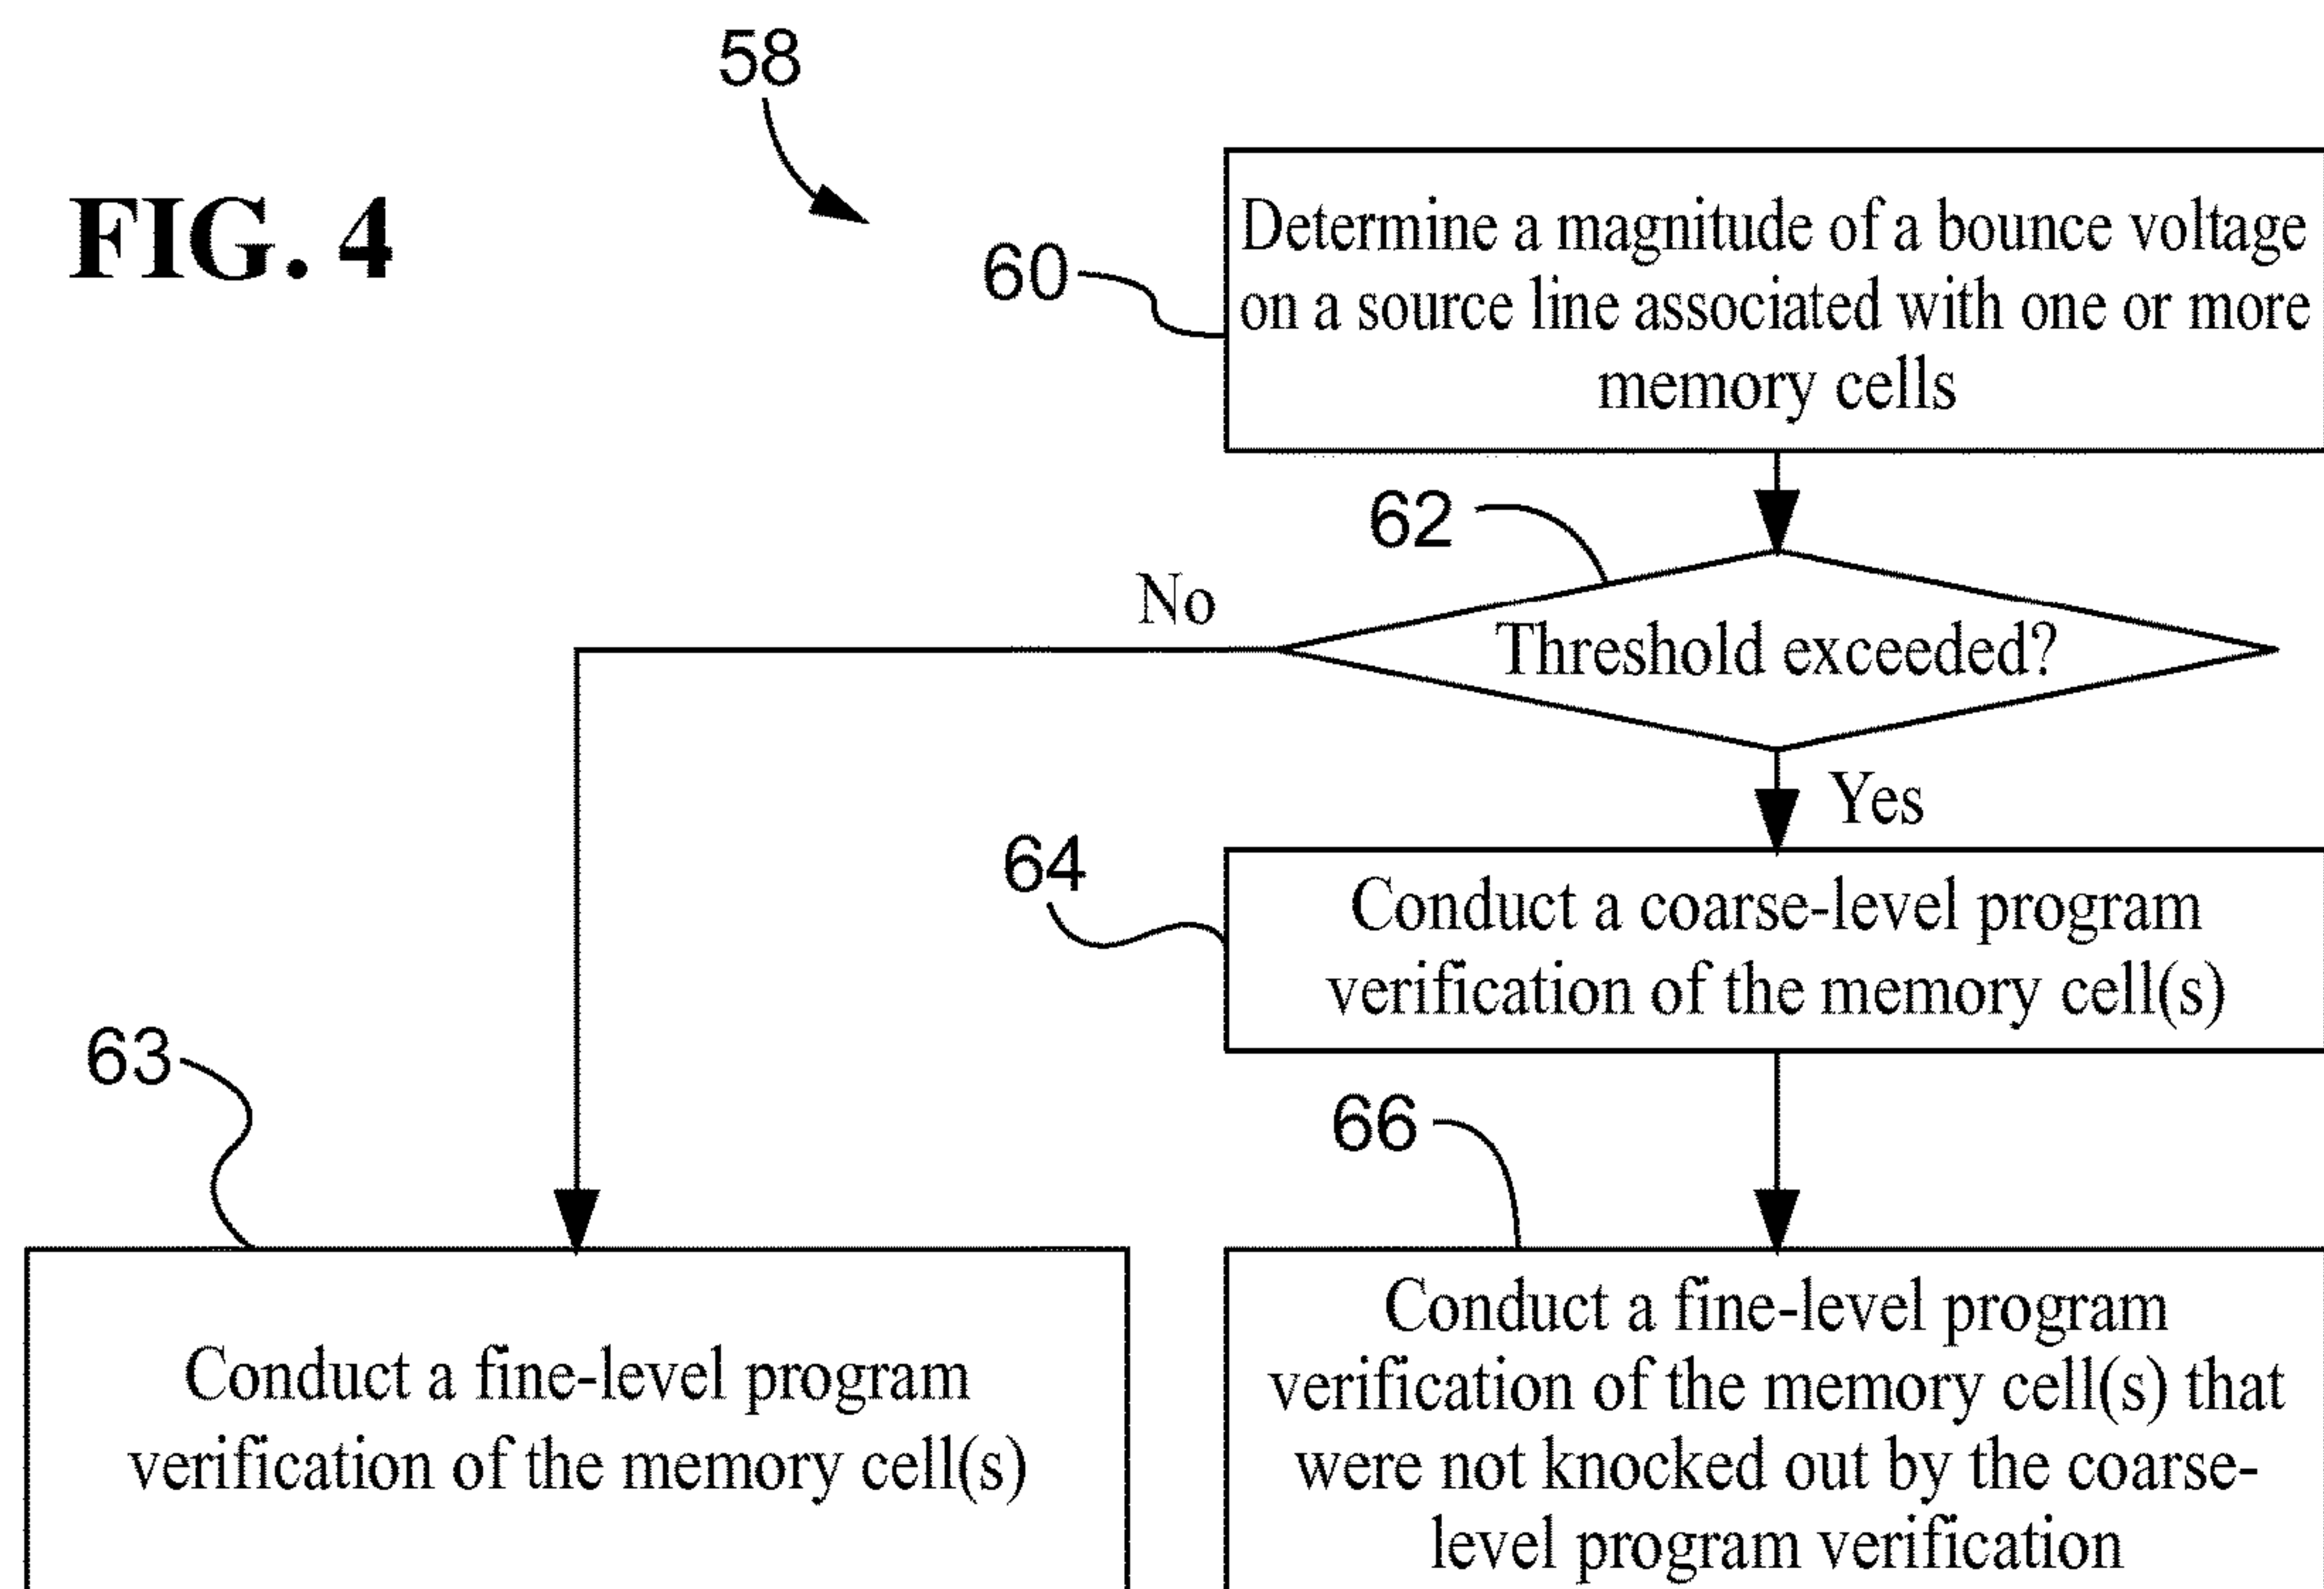 58
FIG. 4
60
Determine a magnitude of a bounce voltage
on a source line associated with one or more
memory cells
62
No
Threshold exceeded?
Yes
64
Conduct a coarse-level program
verification of the memory cell(s)
63
66
Conduct a fine-level program
verification of the memory cell(s)
Conduct a fine-level program
verification of the memory cell(s) that
were not knocked out by the coarse-
level program verification